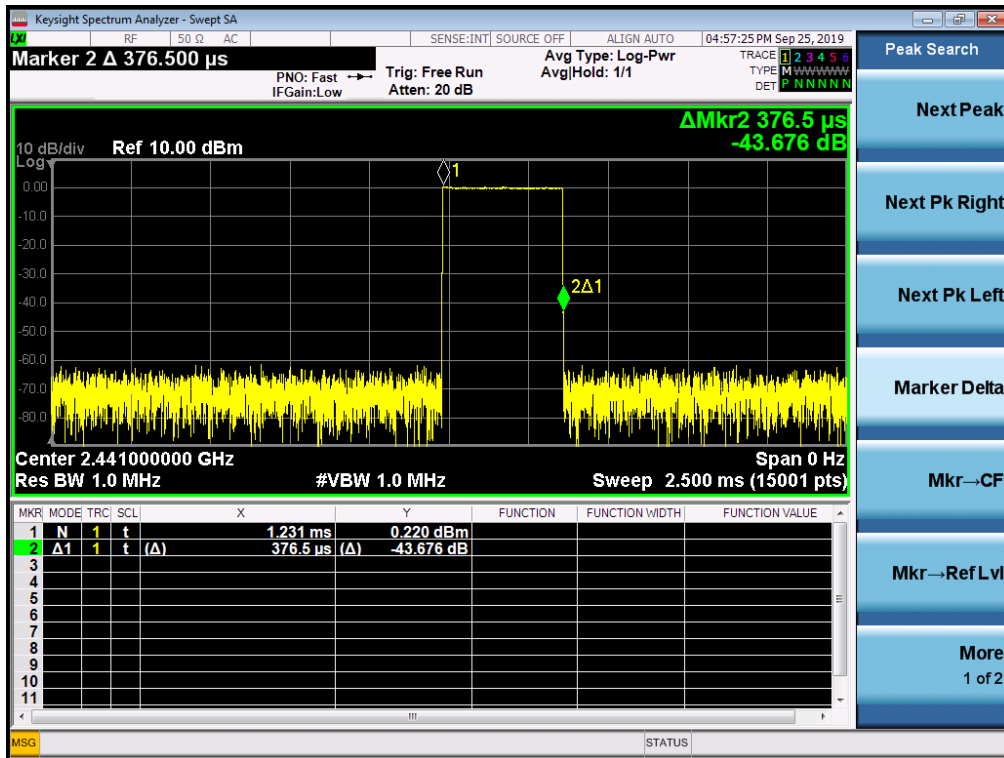 Keysight Spectrum Analyzer - Swept SA
LXI RF 50 Ω AC SENSE:INT SOURCE OFF ALIGN AUTO 04:57:25 PM Sep 25, 2019
Marker 2 Δ 376.500 µs
PNO: Fast
IFGain:Low
Trig: Free Run
Atten: 20 dB
Avg Type: Log-Pwr
Avg|Hold: 1/1
TRACE 1 2 3 4 5 6
TYPE M WWWWW
DET P N N N N N
ΔMkr2 376.5 µs
-43.676 dB
10 dB/div Ref 10.00 dBm
Log
1
0.00
-10.0
-20.0
-30.0
2Δ1
-40.0
-50.0
-60.0
-70.0
-80.0
Center 2.441000000 GHz Span 0 Hz
Res BW 1.0 MHz #VBW 1.0 MHz Sweep 2.500 ms (15001 pts)
MKR MODE TRC SCL X Y FUNCTION FUNCTION WIDTH FUNCTION VALUE
1 N 1 t 1.231 ms 0.220 dBm
2 Δ1 1 t (Δ) 376.5 µs (Δ) -43.676 dB
3
4
5
6
7
8
9
10
11
MSG STATUS
Peak Search
Next Peak
Next Pk Right
Next Pk Left
Marker Delta
Mkr→CF
Mkr→Ref Lvl
More
1 of 2